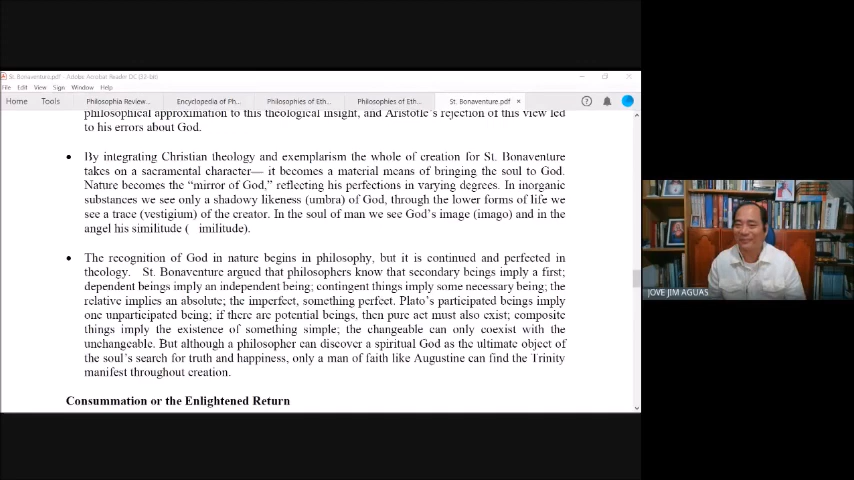 St. Bonaventure.pdf - Adobe Acrobat Reader DC (32-bit)
File Edit View Sign Window Help
Home Tools Philosophia Review... Encyclopedia of Ph... Philosophies of Eth... Philosophies of Eth... St. Bonaventure.pdf ×
philosophical approximation to this theological insight, and Aristotle's rejection of this view led
to his errors about God.
• By integrating Christian theology and exemplarism the whole of creation for St. Bonaventure
takes on a sacramental character— it becomes a material means of bringing the soul to God.
Nature becomes the “mirror of God,” reflecting his perfections in varying degrees. In inorganic
substances we see only a shadowy likeness (umbra) of God, through the lower forms of life we
see a trace (vestigium) of the creator. In the soul of man we see God's image (imago) and in the
angel his similitude ( imilitude).
• The recognition of God in nature begins in philosophy, but it is continued and perfected in
theology. St. Bonaventure argued that philosophers know that secondary beings imply a first;
dependent beings imply an independent being; contingent things imply some necessary being; the
relative implies an absolute; the imperfect, something perfect. Plato's participated beings imply
one unparticipated being; if there are potential beings, then pure act must also exist; composite
things imply the existence of something simple; the changeable can only coexist with the
unchangeable. But although a philosopher can discover a spiritual God as the ultimate object of
the soul's search for truth and happiness, only a man of faith like Augustine can find the Trinity
manifest throughout creation.
Consummation or the Enlightened Return
JOVE JIM AGUAS